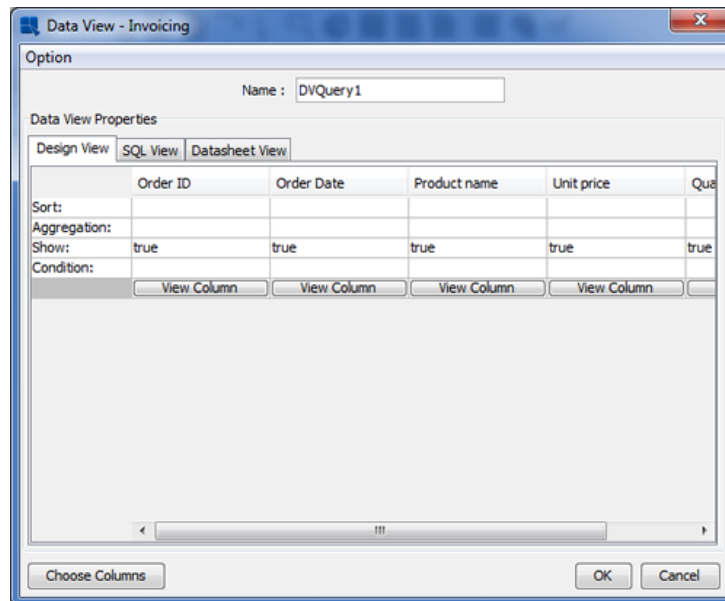 Data View - Invoicing
Option
Name : DVQuery1
Data View Properties
Design View SQL View Datasheet View
Order ID Order Date Product name Unit price Qua
Sort:
Aggregation:
Show: true true true true true
Condition:
View Column View Column View Column View Column
Choose Columns OK Cancel